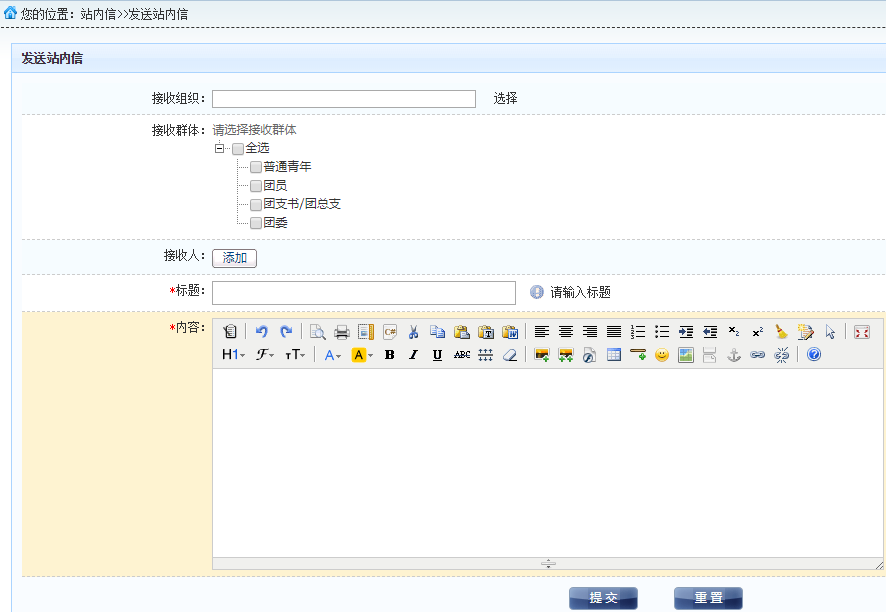 您的位置：站内信>>发送站内信
发送站内信
接收组织： 选择
接收群体：请选择接收群体
全选
普通青年
团员
团支书/团总支
团委
接收人： 添加
*标题： 请输入标题
*内容：
H1 F TT A A B I U ABC
提 交 重 置